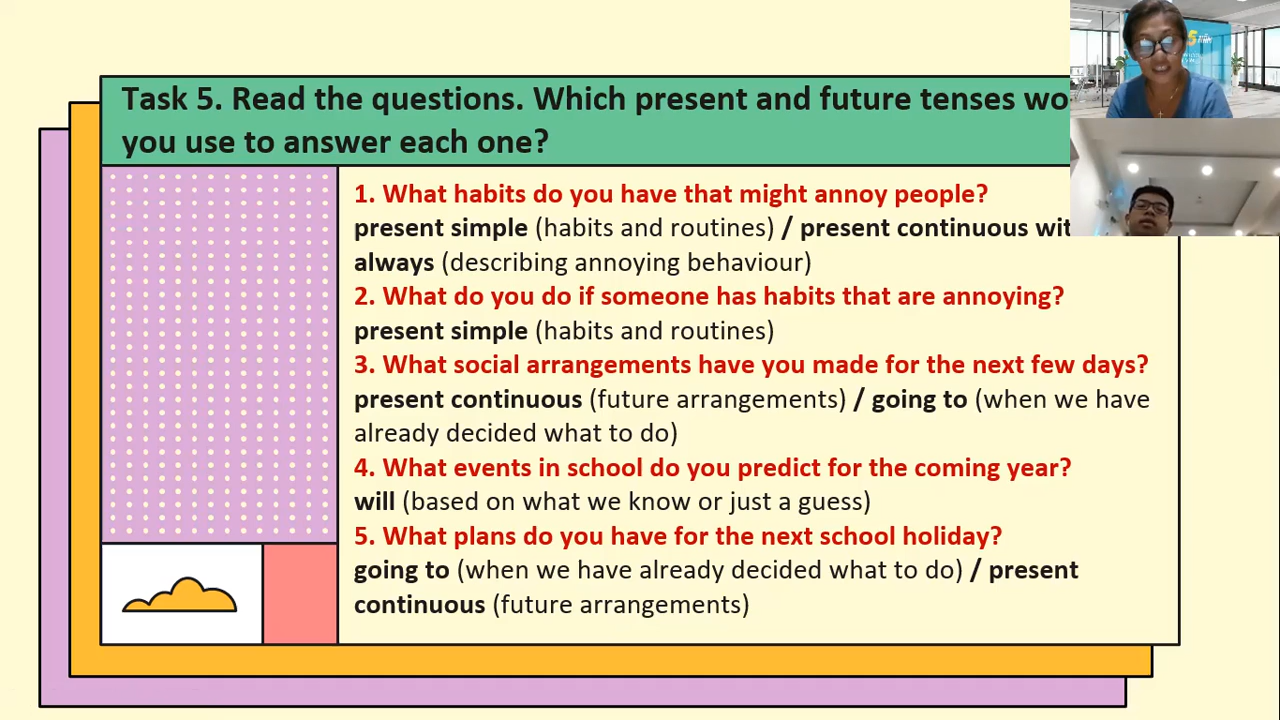 Task 5. Read the questions. Which present and future tenses
you use to answer each one?
1. What habits do you have that might annoy people?
present simple (habits and routines) / present continuous
always (describing annoying behaviour)
2. What do you do if someone has habits that are annoying?
present simple (habits and routines)
3. What social arrangements have you made for the next few days?
present continuous (future arrangements) / going to (when we have
already decided what to do)
4. What events in school do you predict for the coming year?
will (based on what we know or just a guess)
5. What plans do you have for the next school holiday?
going to (when we have already decided what to do) / present
continuous (future arrangements)